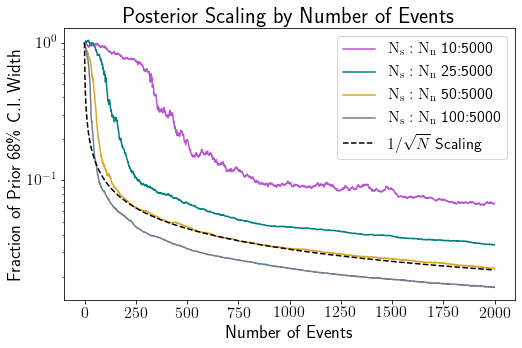 Posterior Scaling by Number of Events
Fraction of Prior 68% C.I. Width
10⁰
10⁻¹
Nₛ : Nₙ 10:5000
Nₛ : Nₙ 25:5000
Nₛ : Nₙ 50:5000
Nₛ : Nₙ 100:5000
1/√N Scaling
0 250 500 750 1000 1250 1500 1750 2000
Number of Events